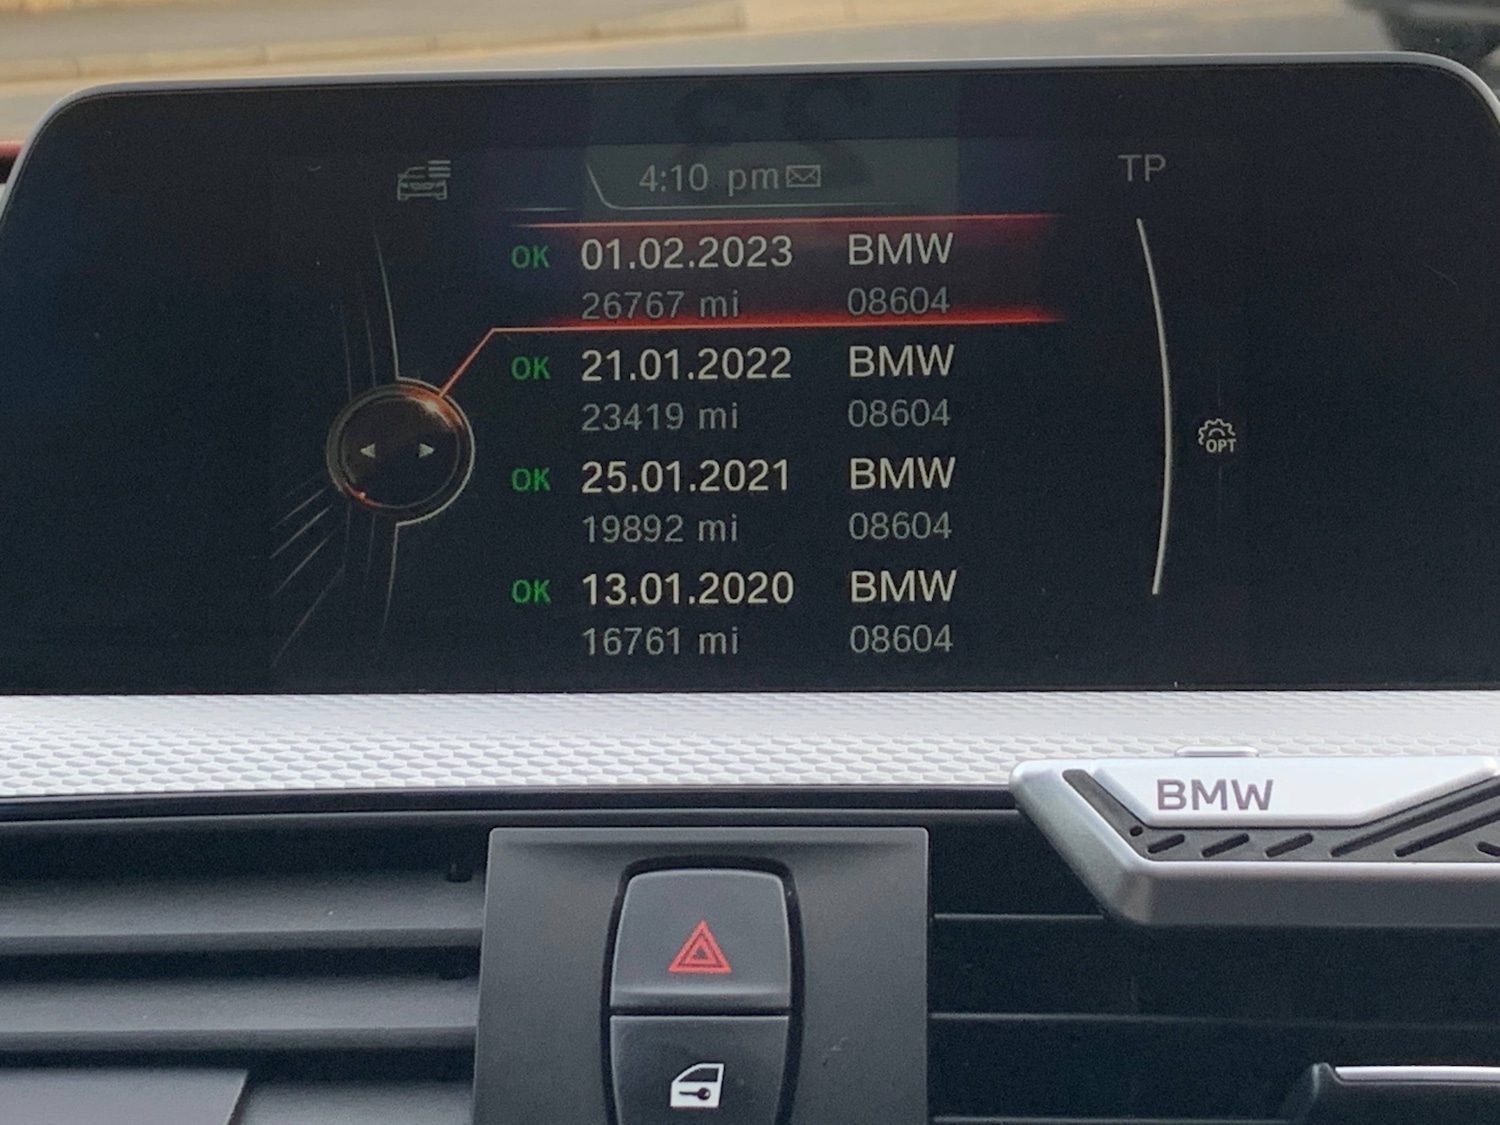 4:10 pm
TP
OK 01.02.2023 BMW
26767 mi 08604
OK 21.01.2022 BMW
23419 mi 08604
OK 25.01.2021 BMW
19892 mi 08604
OK 13.01.2020 BMW
16761 mi 08604
OPT
BMW